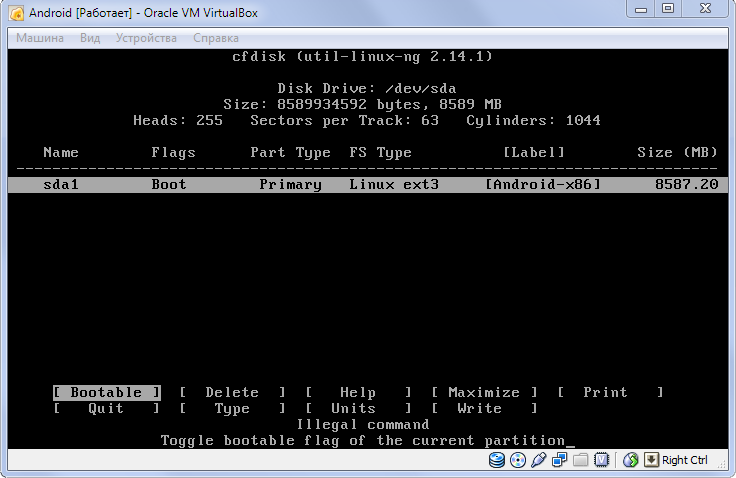 Android [Работает] - Oracle VM VirtualBox
Машина Вид Устройства Справка
cfdisk (util-linux-ng 2.14.1)
Disk Drive: /dev/sda
Size: 8589934592 bytes, 8589 MB
Heads: 255 Sectors per Track: 63 Cylinders: 1044
Name Flags Part Type FS Type [Label] Size (MB)
--------------------------------------------------------------------------------
sda1 Boot Primary Linux ext3 [Android-x86] 8587.20
[ Bootable ] [ Delete ] [ Help ] [ Maximize ] [ Print ]
[ Quit ] [ Type ] [ Units ] [ Write ]
Illegal command
Toggle bootable flag of the current partition_
Right Ctrl